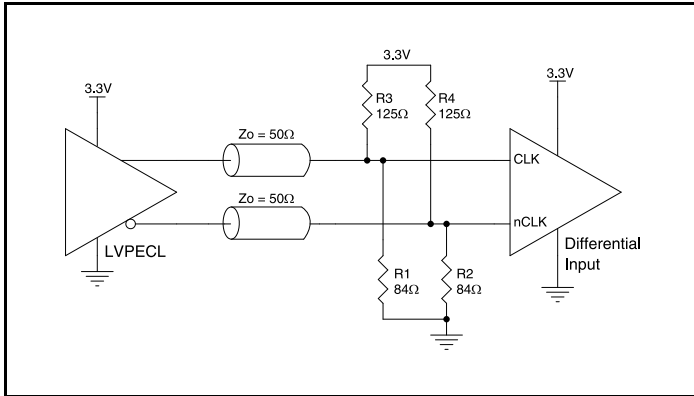 3.3V
3.3V
3.3V
R3
125Ω
R4
125Ω
Zo = 50Ω
CLK
Zo = 50Ω
nCLK
LVPECL
Differential
Input
R1
84Ω
R2
84Ω